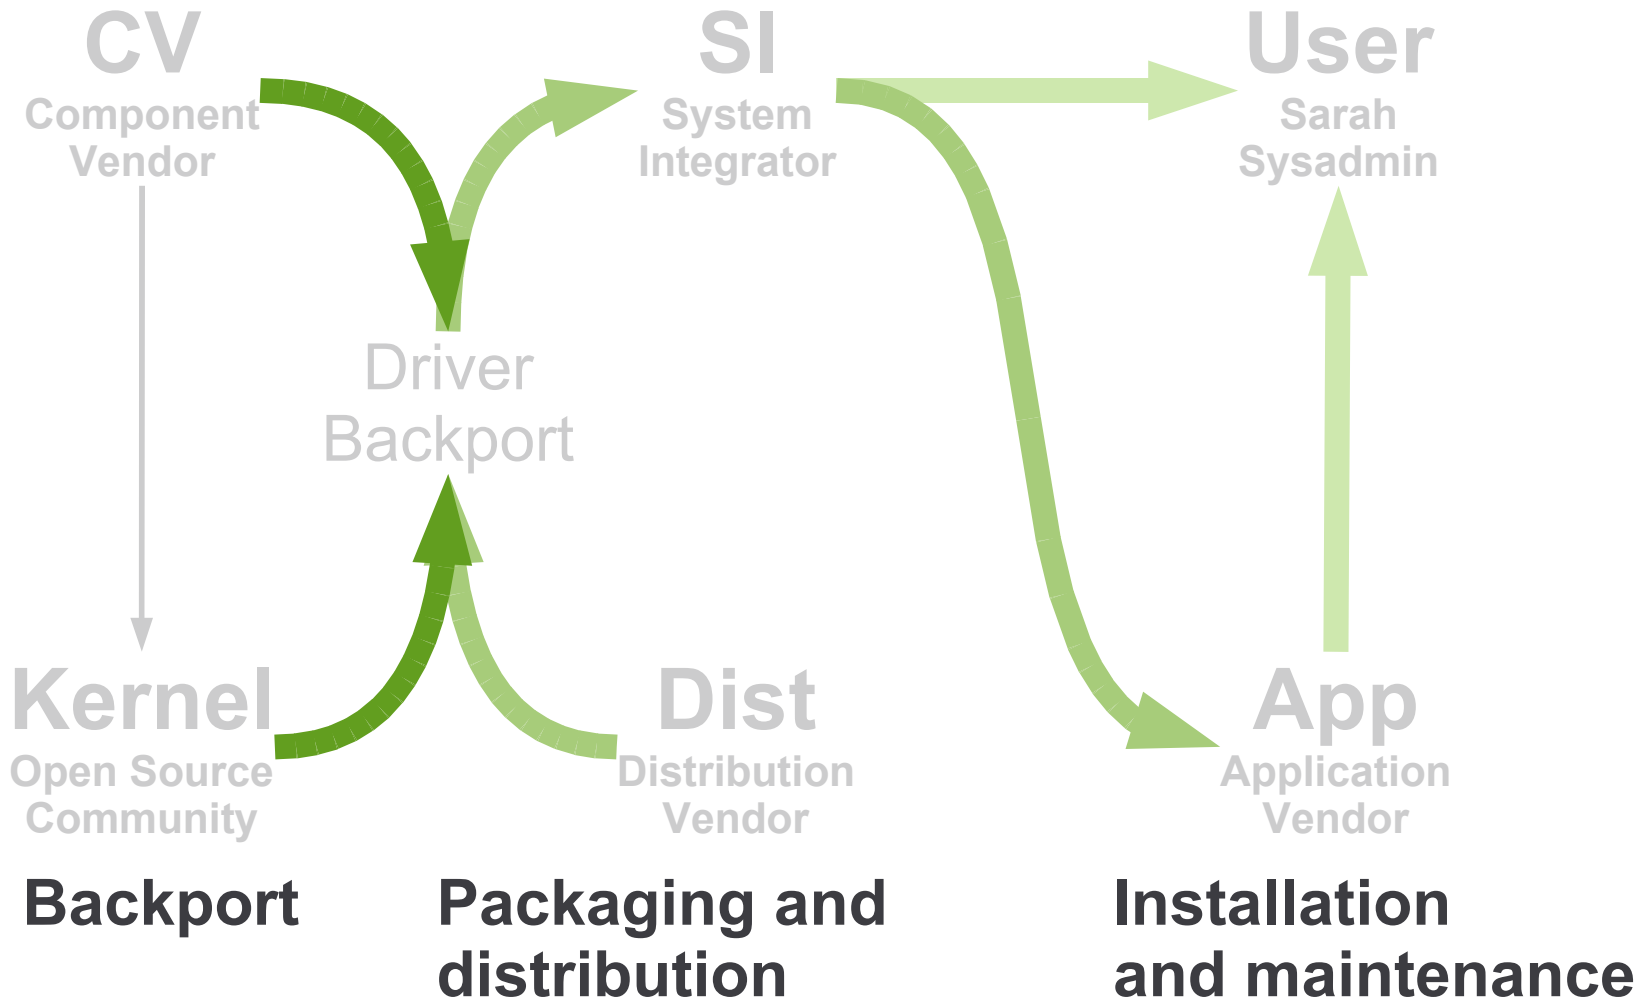 CV
Component
Vendor
SI
System
Integrator
User
Sarah
Sysadmin
Driver
Backport
Kernel
Open Source
Community
Dist
Distribution
Vendor
App
Application
Vendor
Backport
Packaging and
distribution
Installation
and maintenance